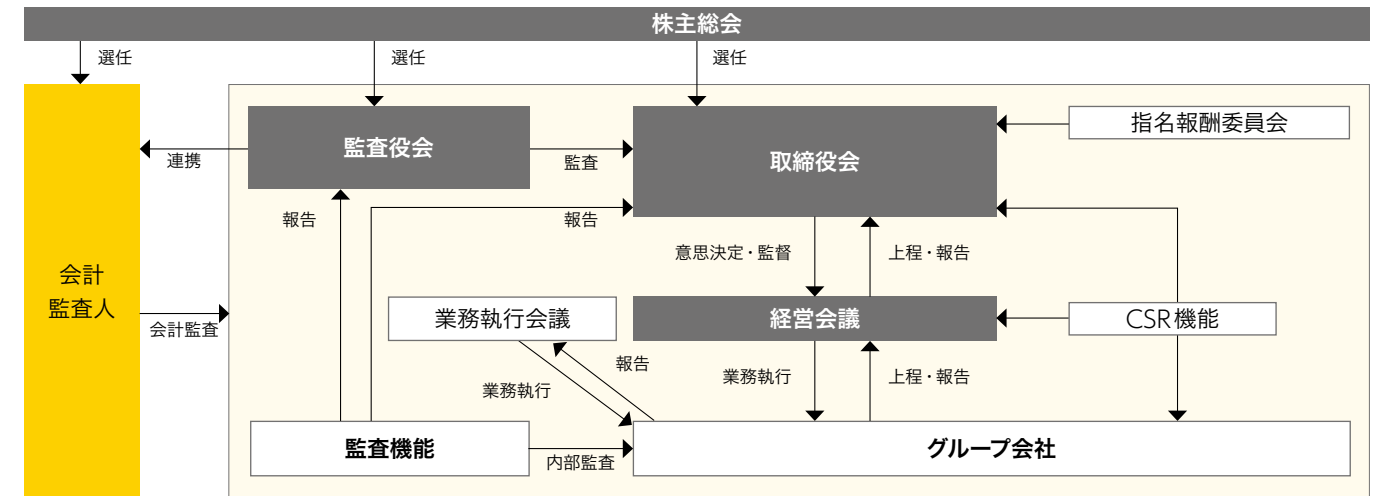 株主総会
選任
選任
選任
監査役会
取締役会
指名報酬委員会
連携
監査
報告
報告
意思決定・監督
上程・報告
会計
監査人
会計監査
業務執行会議
経営会議
CSR機能
報告
業務執行
業務執行
上程・報告
監査機能
内部監査
グループ会社